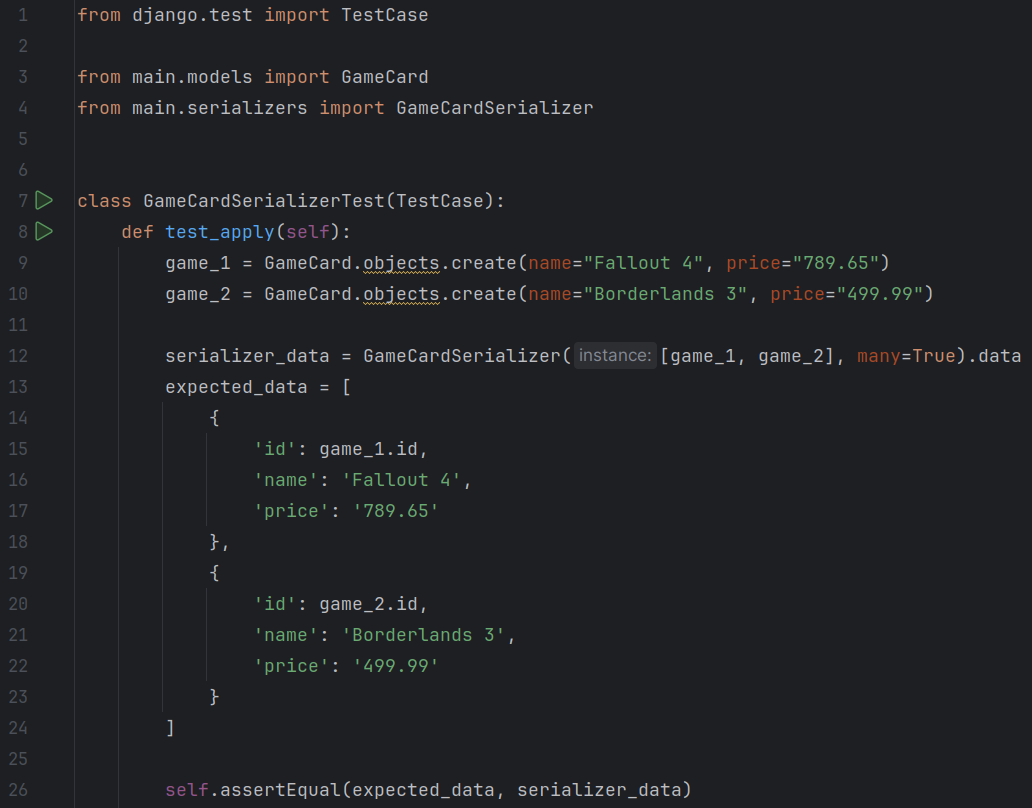 1 from django.test import TestCase
2
3 from main.models import GameCard
4 from main.serializers import GameCardSerializer
5
6
7 class GameCardSerializerTest(TestCase):
8     def test_apply(self):
9         game_1 = GameCard.objects.create(name="Fallout 4", price="789.65")
10         game_2 = GameCard.objects.create(name="Borderlands 3", price="499.99")
11
12         serializer_data = GameCardSerializer( instance: [game_1, game_2], many=True).data
13         expected_data = [
14             {
15                 'id': game_1.id,
16                 'name': 'Fallout 4',
17                 'price': '789.65'
18             },
19             {
20                 'id': game_2.id,
21                 'name': 'Borderlands 3',
22                 'price': '499.99'
23             }
24         ]
25
26         self.assertEqual(expected_data, serializer_data)